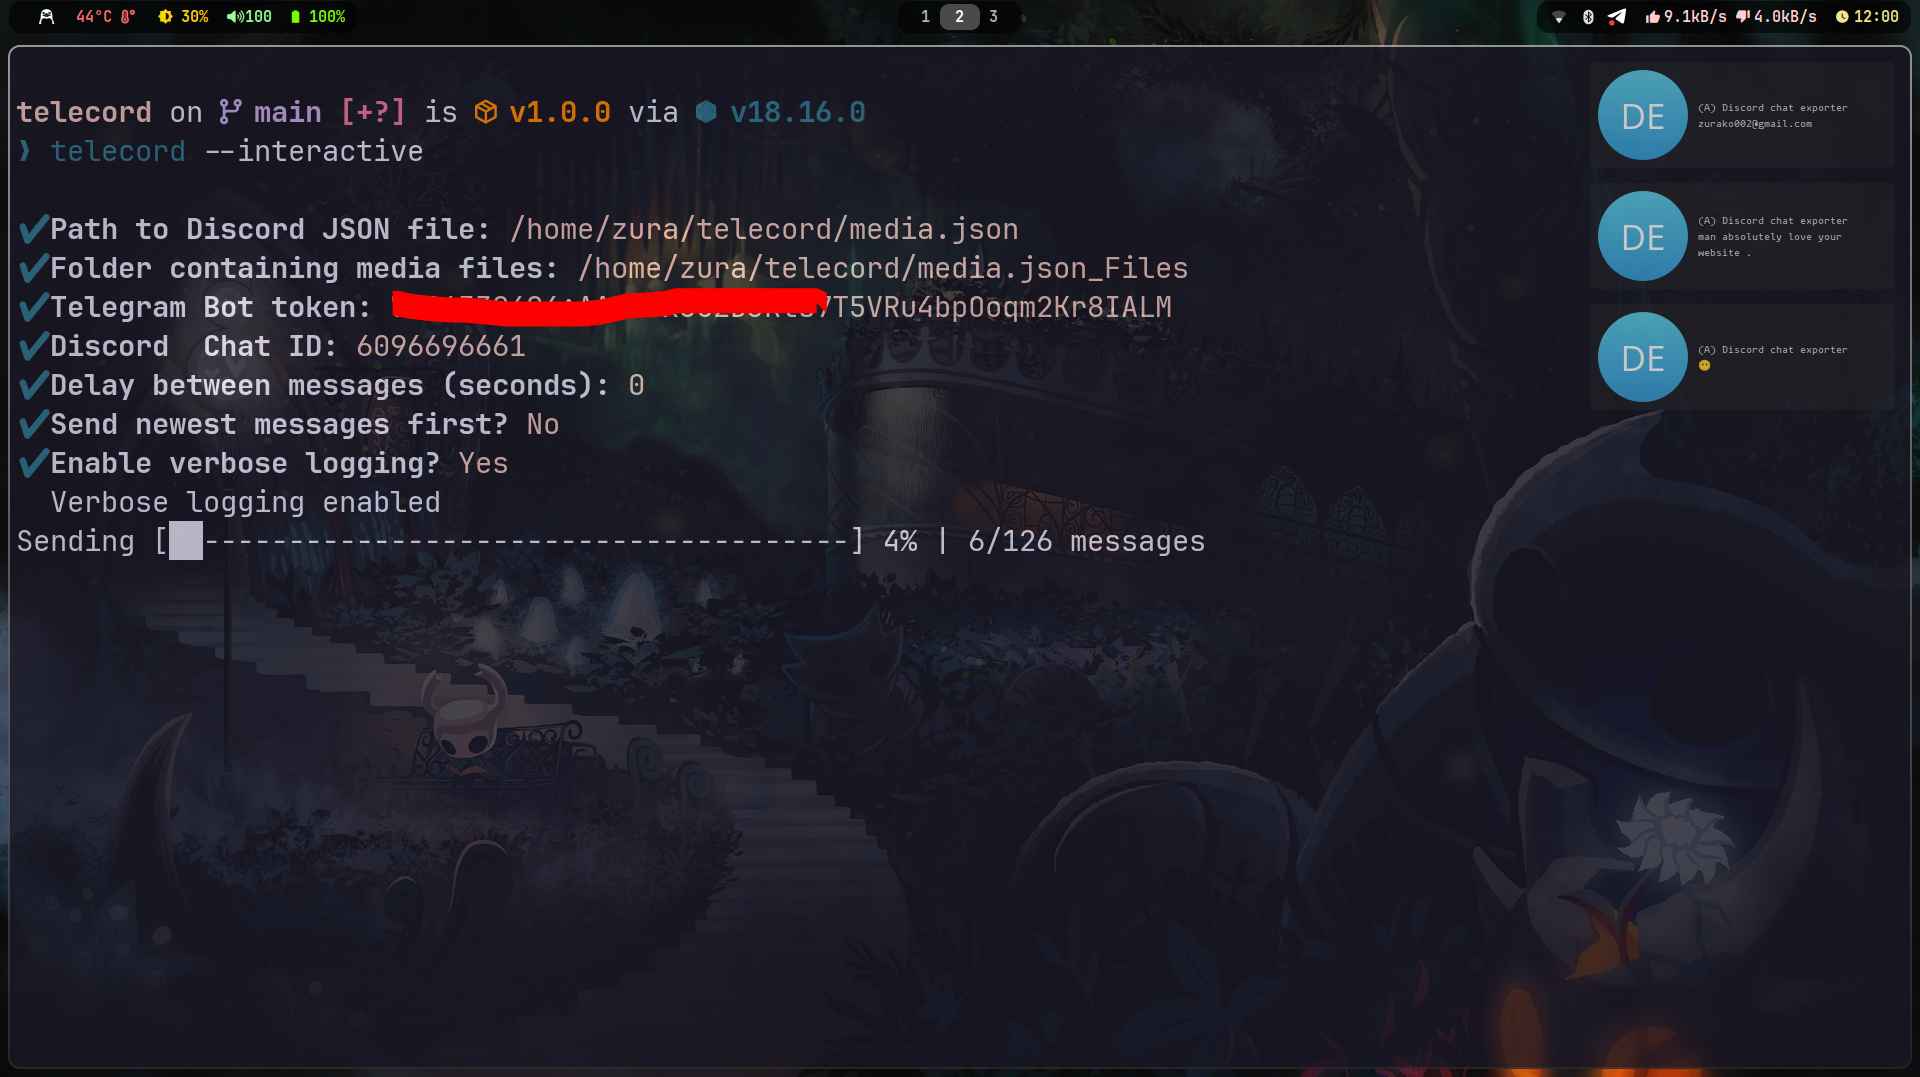 44°C 30% 100 100% 1 2 3 9.1kB/s 4.0kB/s 12:00
telecord on main [+?] is v1.0.0 via v18.16.0
❯ telecord --interactive
✔Path to Discord JSON file: /home/zura/telecord/media.json
✔Folder containing media files: /home/zura/telecord/media.json_Files
✔Telegram Bot token:
✔Discord  Chat ID: 6096696661
✔Delay between messages (seconds): 0
✔Send newest messages first? No
✔Enable verbose logging? Yes
Verbose logging enabled
Sending [██--------------------------------------] 4% | 6/126 messages
DE
(A) Discord chat exporter
zurako002@gmail.com
DE
(A) Discord chat exporter
man absolutely love your
website .
DE
(A) Discord chat exporter
😶